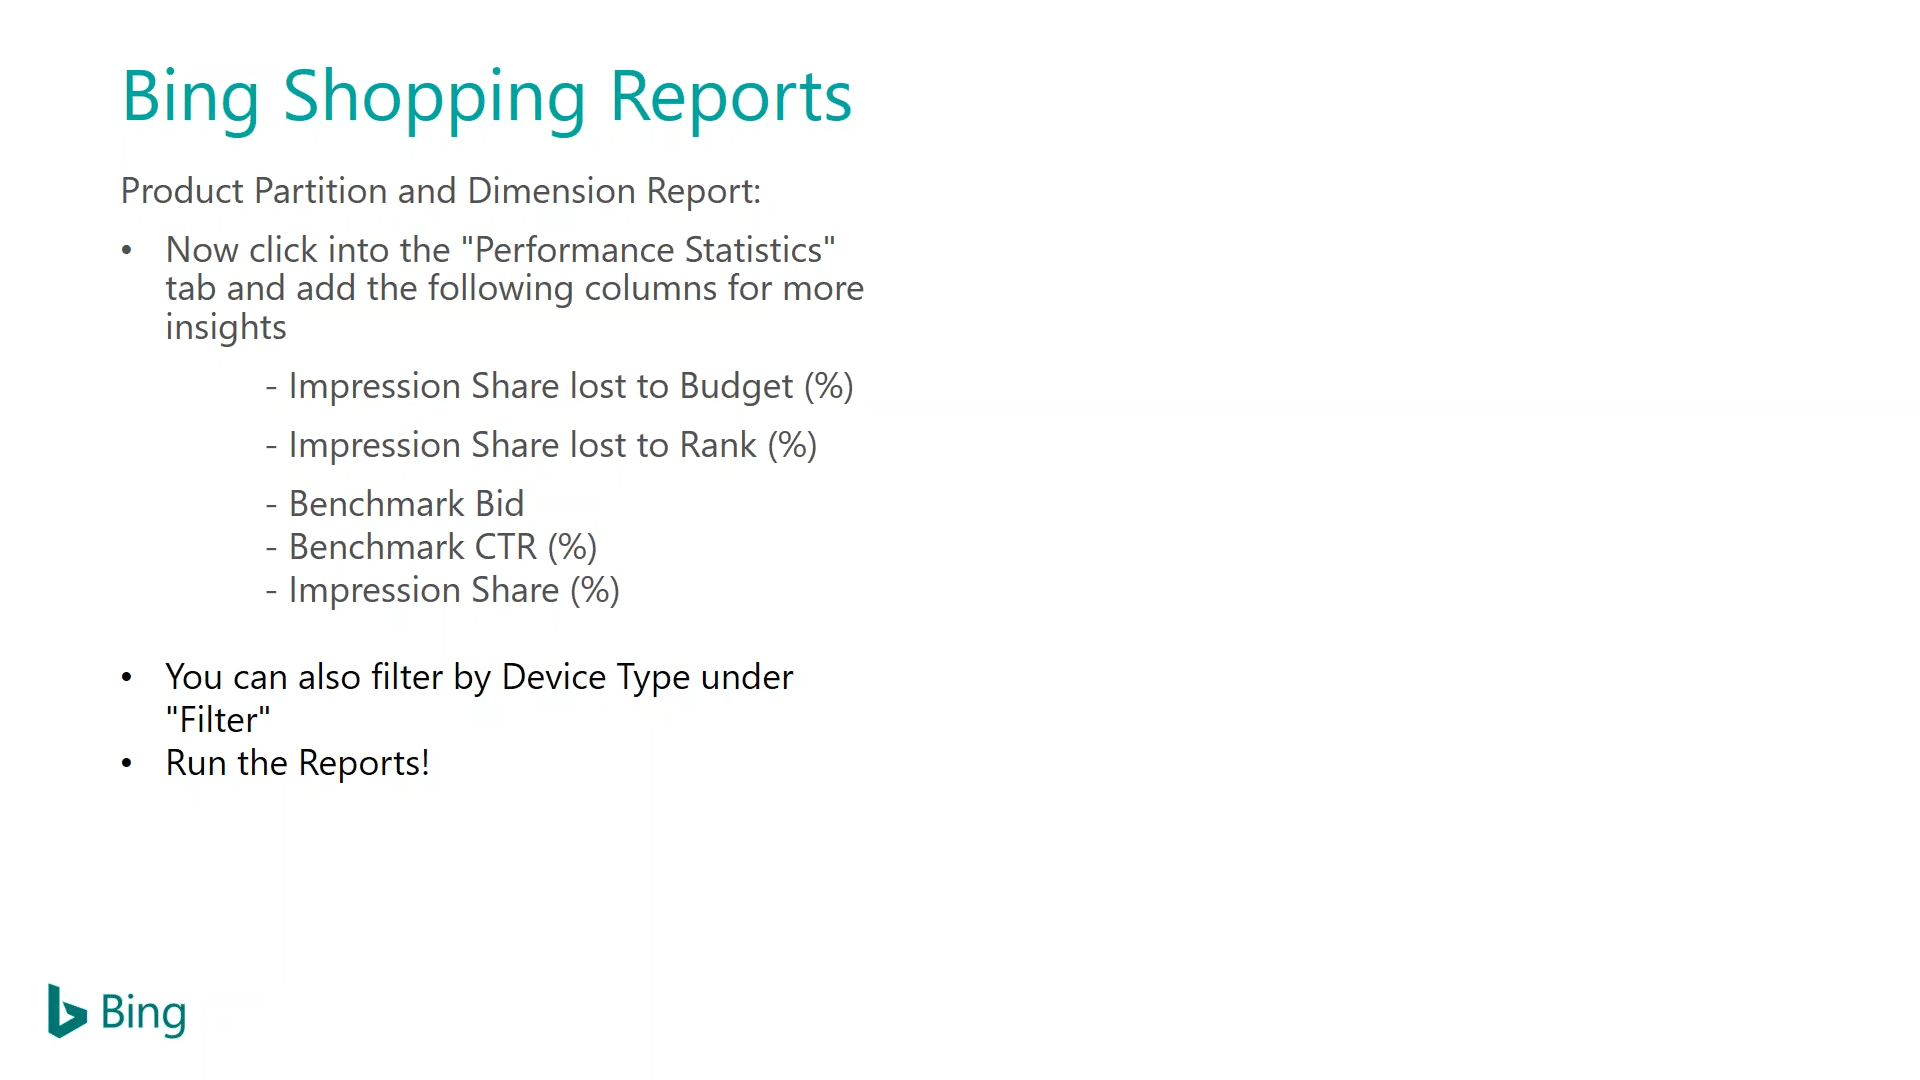 Bing Shopping Reports
Product Partition and Dimension Report:
• Now click into the "Performance Statistics"
tab and add the following columns for more
insights
- Impression Share lost to Budget (%)
- Impression Share lost to Rank (%)
- Benchmark Bid
- Benchmark CTR (%)
- Impression Share (%)
• You can also filter by Device Type under
"Filter"
• Run the Reports!
Bing